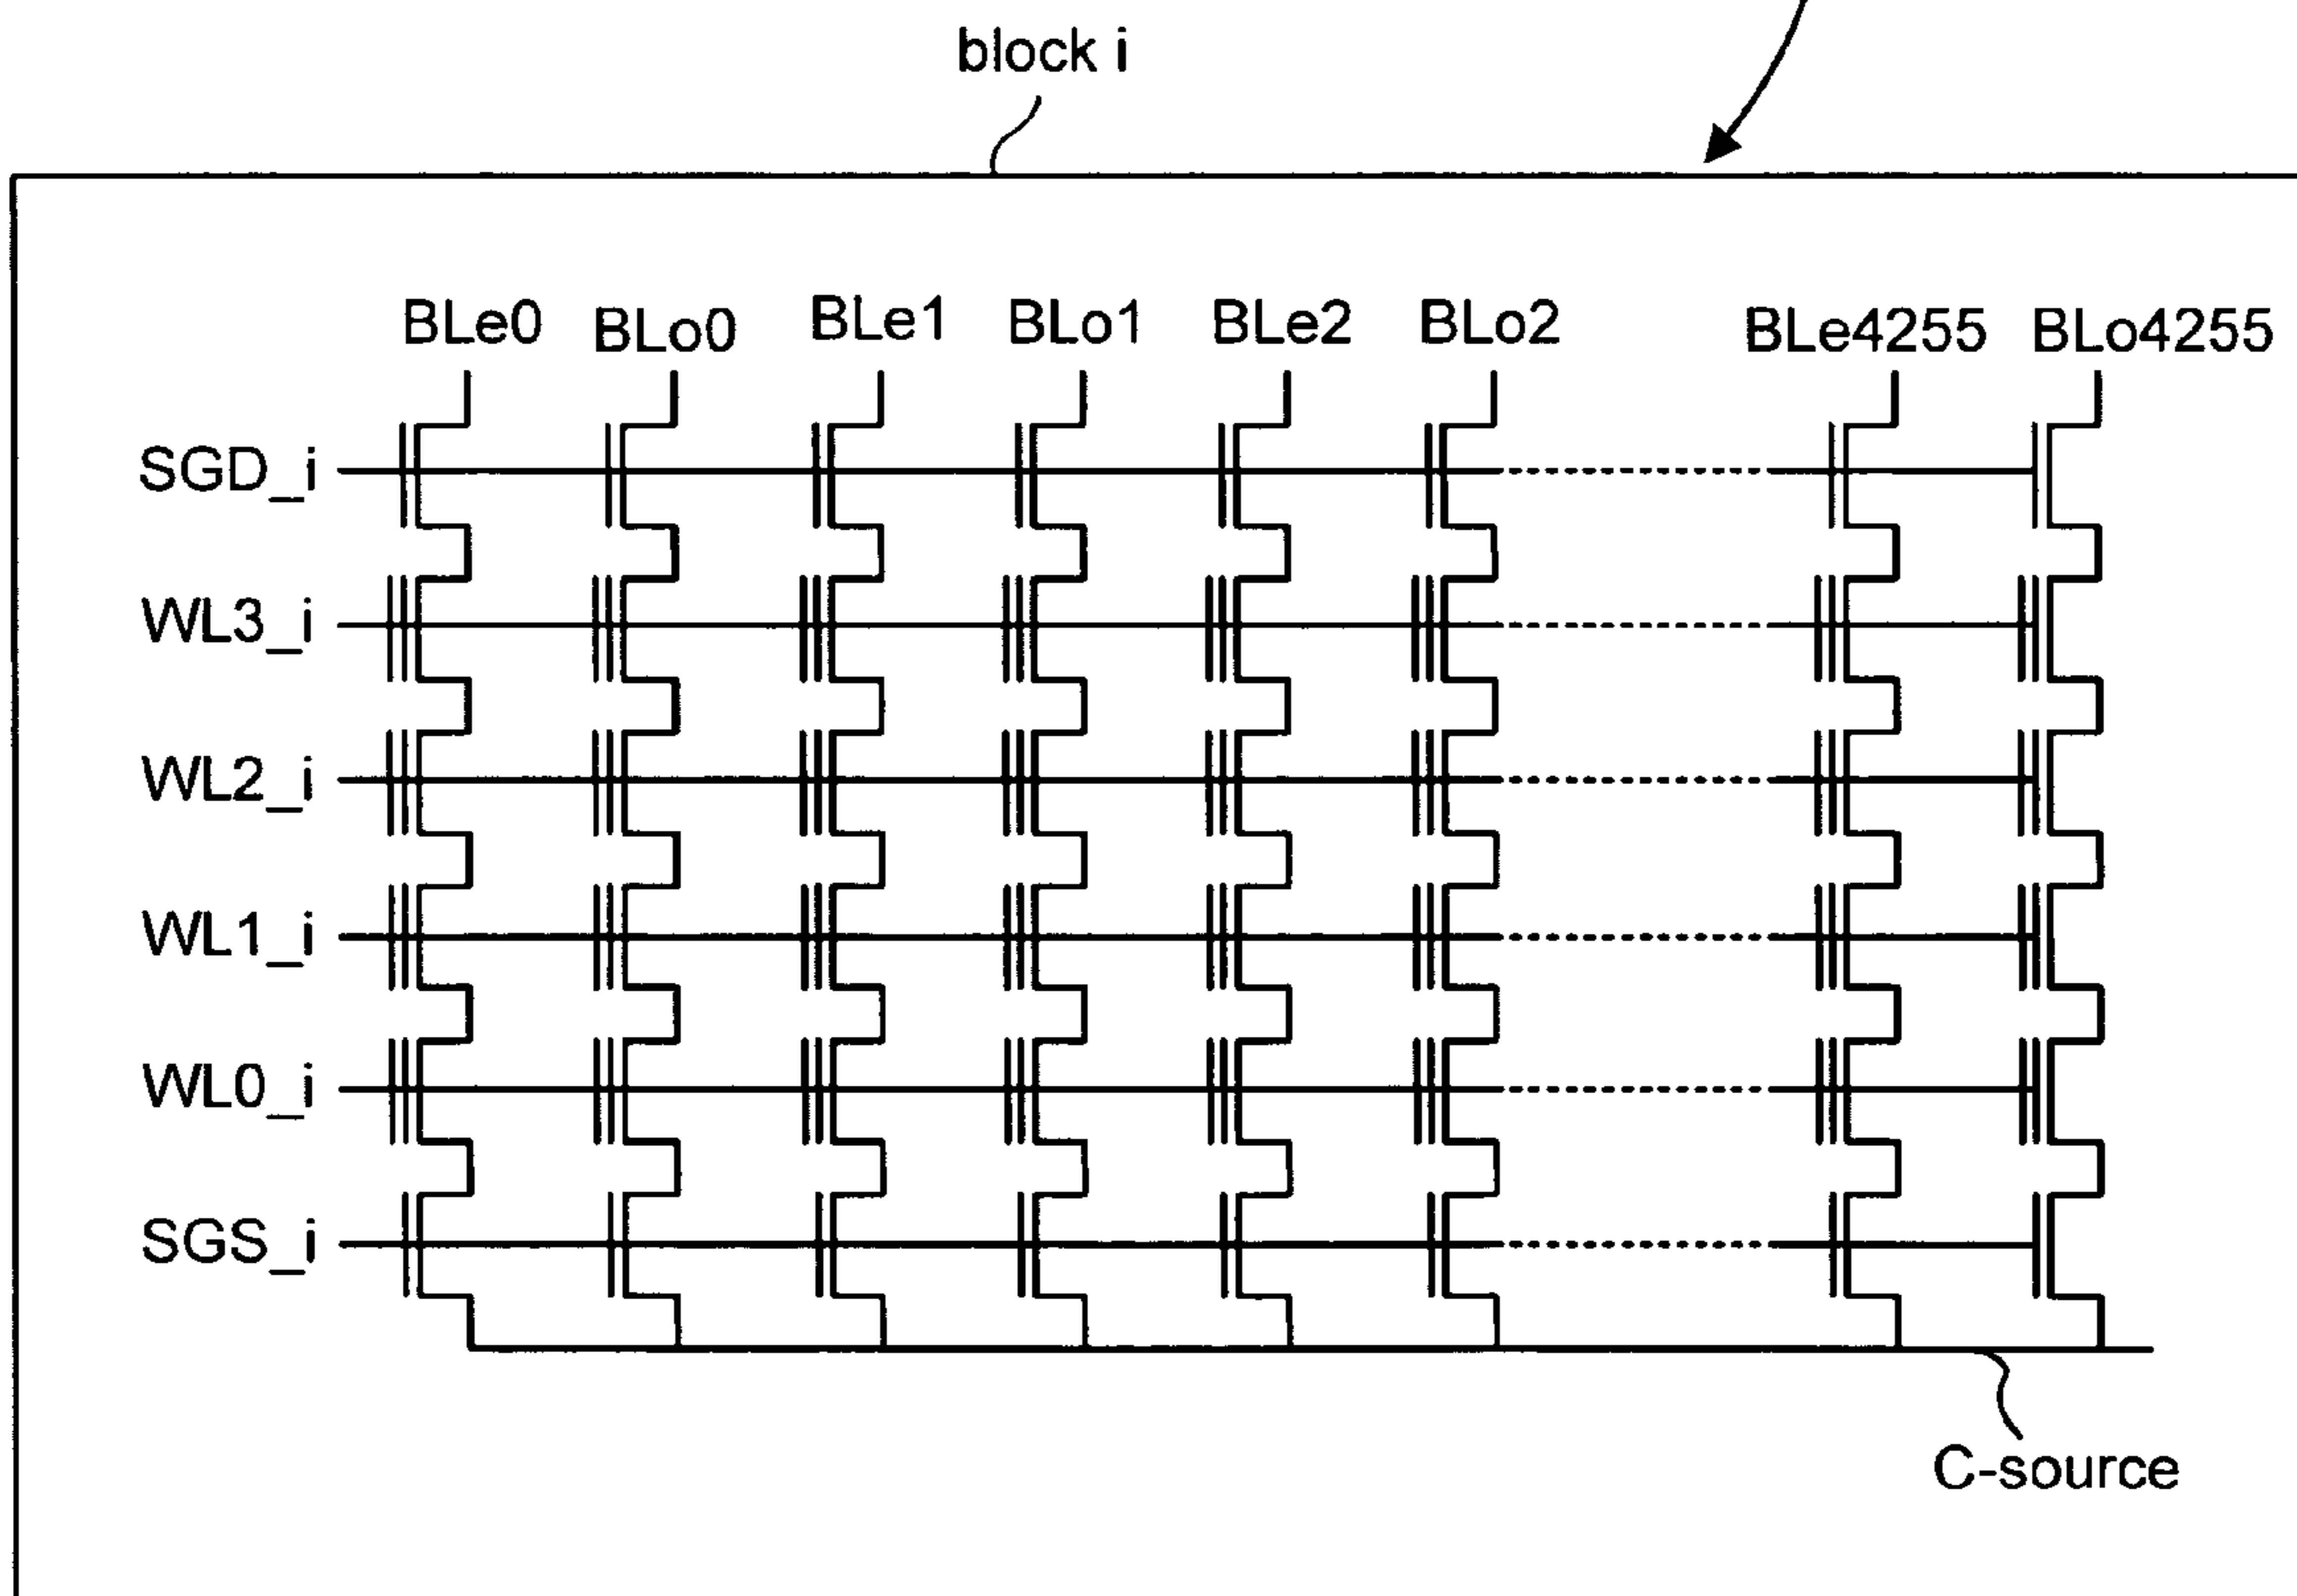 block i
BLe0 BLo0 BLe1 BLo1 BLe2 BLo2 BLe4255 BLo4255
SGD_i
WL3_i
WL2_i
WL1_i
WL0_i
SGS_i
C-source